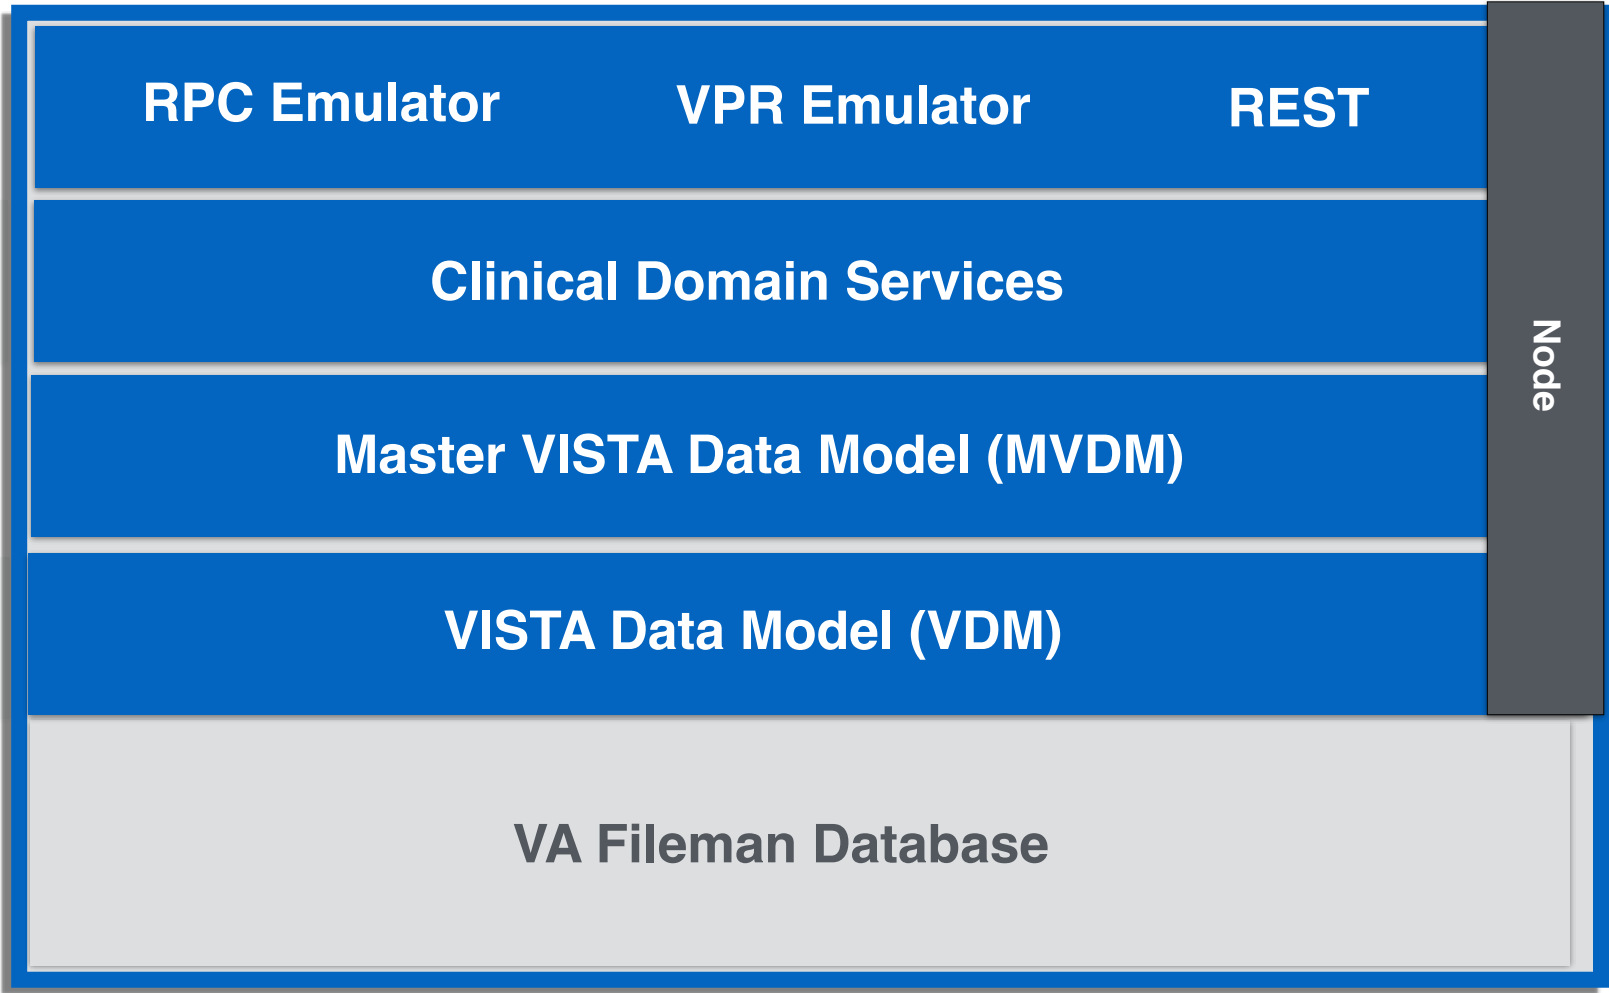 RPC Emulator VPR Emulator REST
Clinical Domain Services
Node
Master VISTA Data Model (MVDM)
VISTA Data Model (VDM)
VA Fileman Database